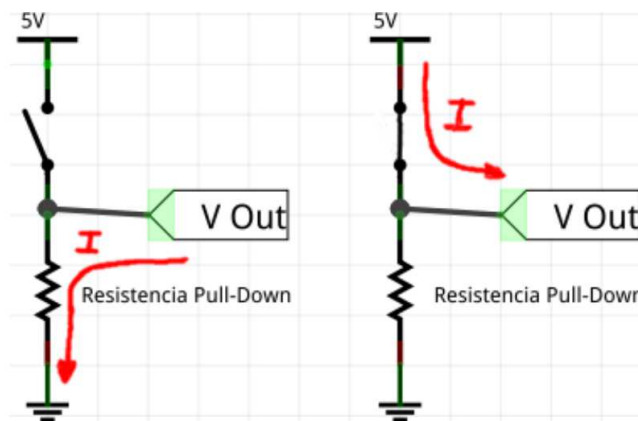 5V
5V
I
V Out
V Out
I
Resistencia Pull-Down
Resistencia Pull-Down